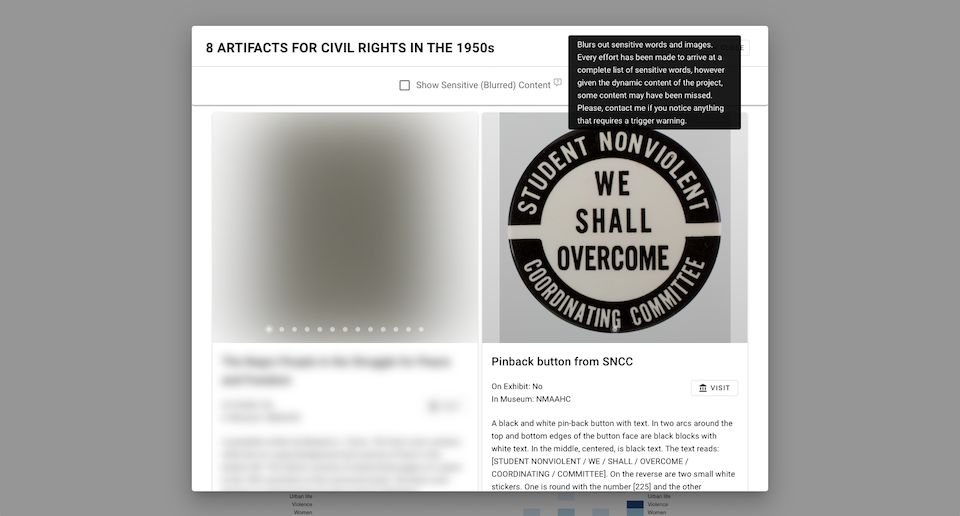 8 ARTIFACTS FOR CIVIL RIGHTS IN THE 1950s
Show Sensitive (Blurred) Content
Blurs out sensitive words and images.
Every effort has been made to arrive at a
complete list of sensitive words, however
given the dynamic content of the project,
some content may have been missed.
Please, contact me if you notice anything
that requires a trigger warning.
STUDENT NONVIOLENT
WE
SHALL
OVERCOME
COORDINATING COMMITTEE
Pinback button from SNCC
On Exhibit: No
In Museum: NMAAHC
VISIT
A black and white pin-back button with text. In two arcs around the
top and bottom edges of the button face are black blocks with
white text. In the middle, centered, is black text. The text reads:
[STUDENT NONVIOLENT / WE / SHALL / OVERCOME /
COORDINATING / COMMITTEE]. On the reverse are two small white
stickers. One is round with the number [225] and the other
Urban life
Violence
Women
Urban life
Violence
Women